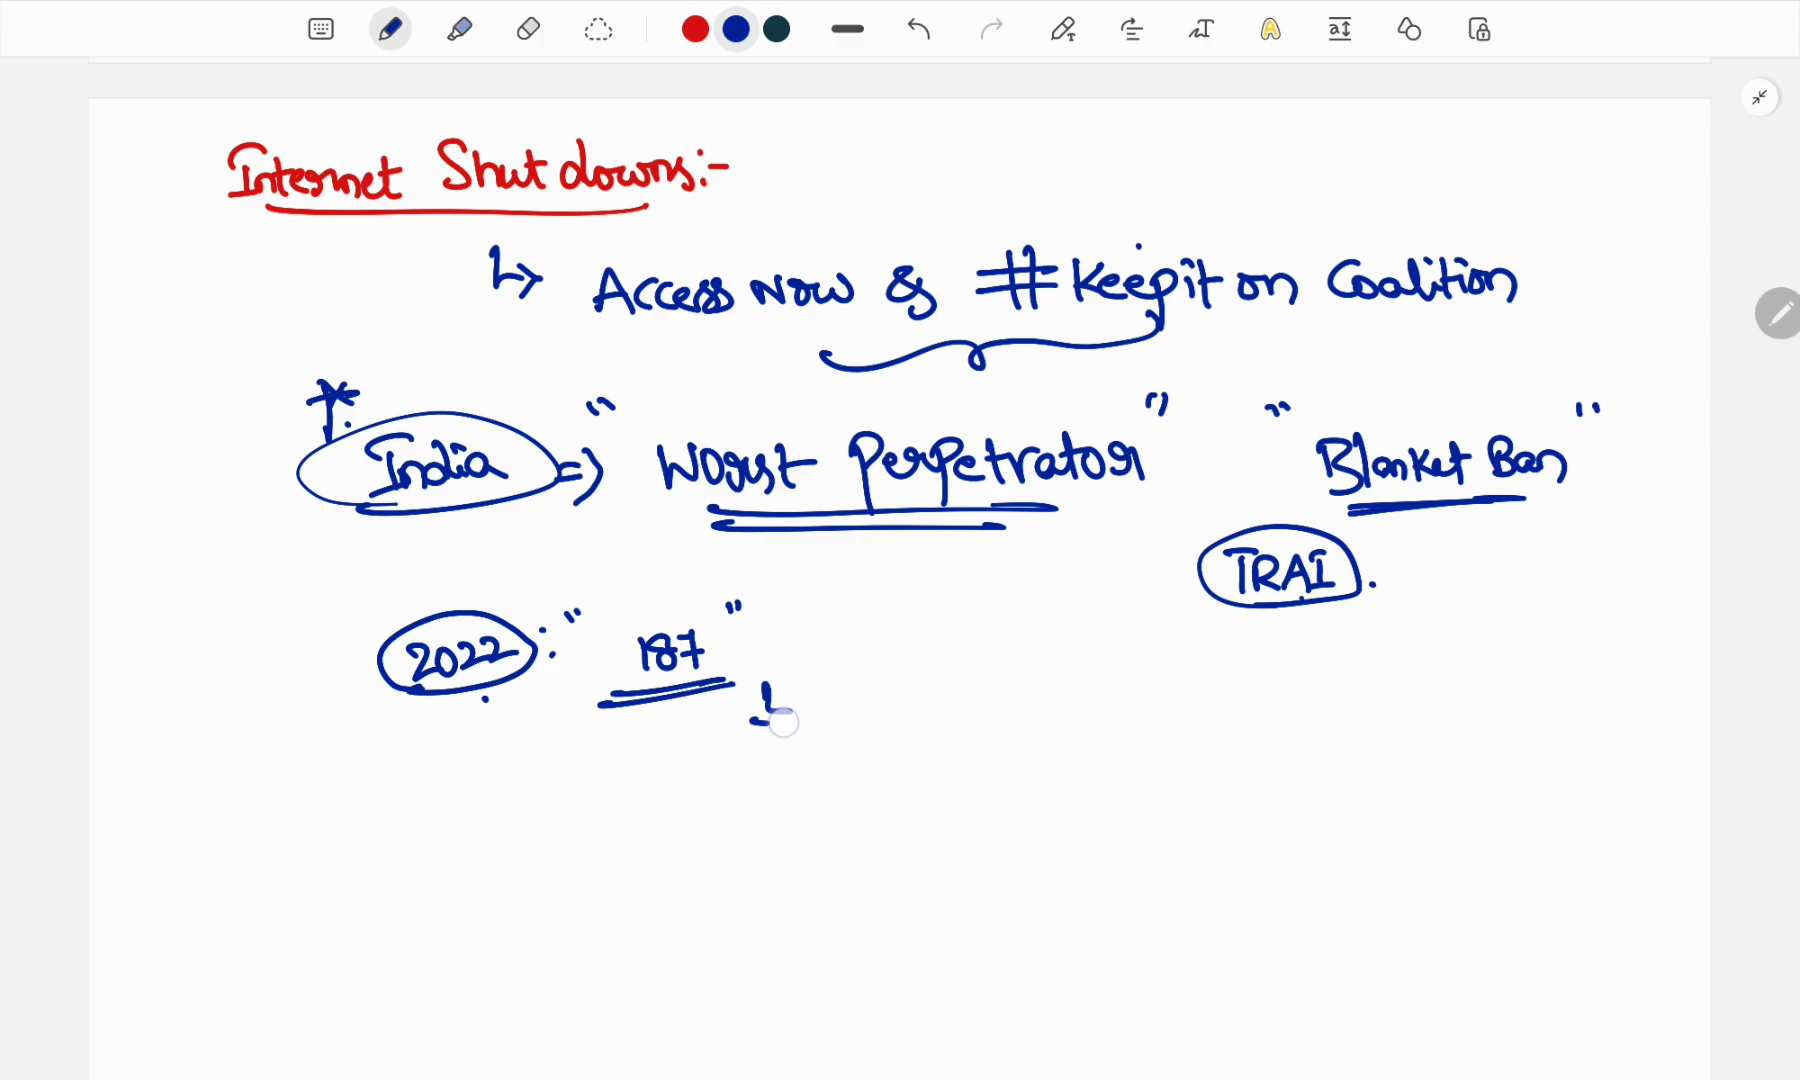 Internet Shutdowns:-
↳ Access Now & #Keepit on Coalition
India ⇒ "Worst Perpetrator" "Blanket Ban"
TRAI.
2022: "187"